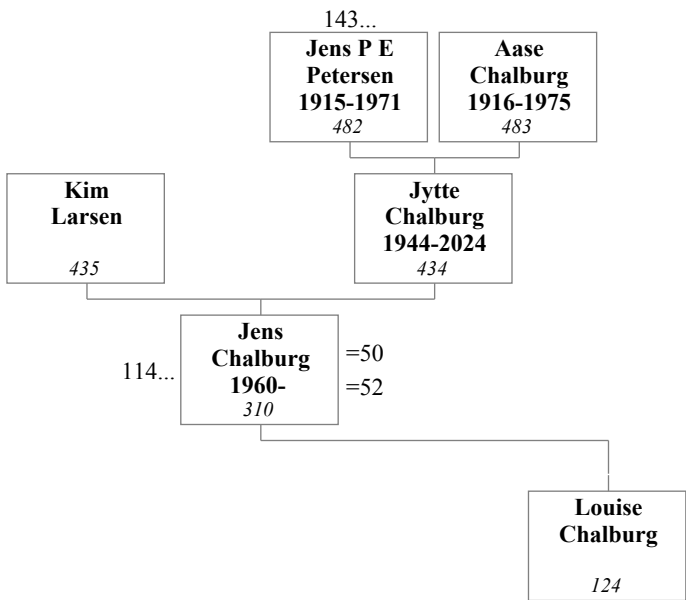 143...
Jens P E
Petersen
1915-1971
482
Aase
Chalburg
1916-1975
483
Kim
Larsen
435
Jytte
Chalburg
1944-2024
434
114...
Jens
Chalburg
1960-
310
=50
=52
Louise
Chalburg
124